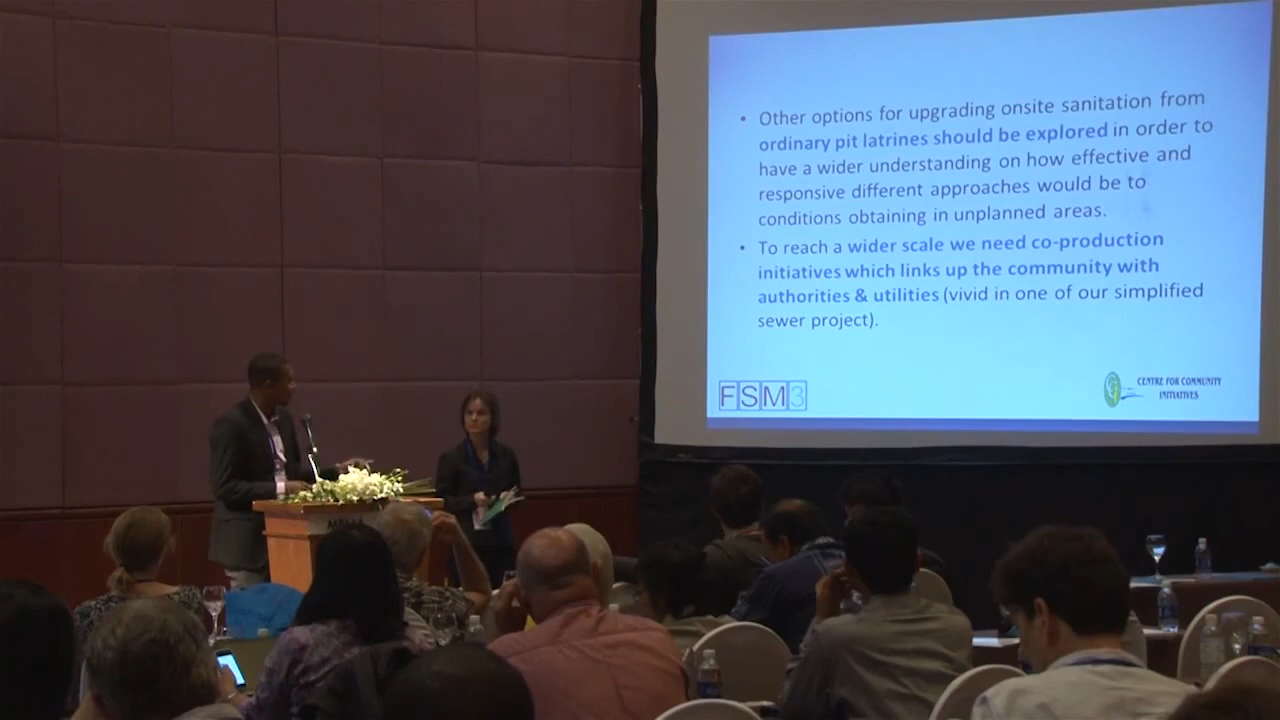 • Other options for upgrading onsite sanitation from
ordinary pit latrines should be explored in order to
have a wider understanding on how effective and
responsive different approaches would be to
conditions obtaining in unplanned areas.
• To reach a wider scale we need co-production
initiatives which links up the community with
authorities & utilities (vivid in one of our simplified
sewer project).
FSM3
CENTRE FOR COMMUNITY
INITIATIVES